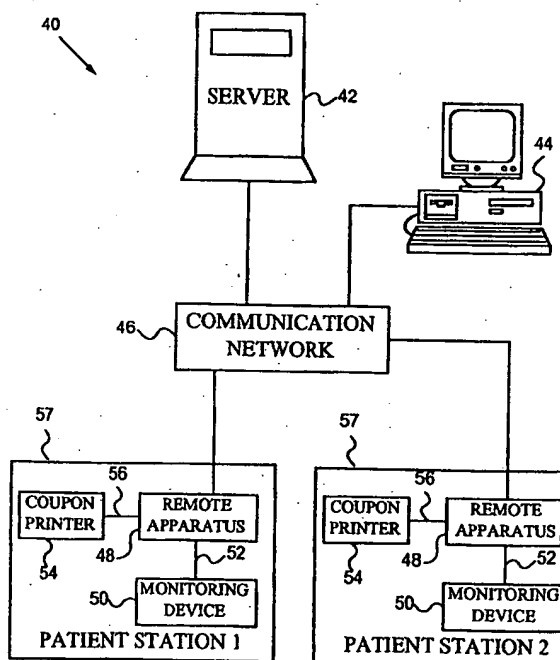 40
SERVER
42
44
46
COMMUNICATION
NETWORK
57
COUPON
PRINTER
56
REMOTE
APPARATUS
54
48
52
50
MONITORING
DEVICE
PATIENT STATION 1
57
COUPON
PRINTER
56
REMOTE
APPARATUS
54
48
52
50
MONITORING
DEVICE
PATIENT STATION 2